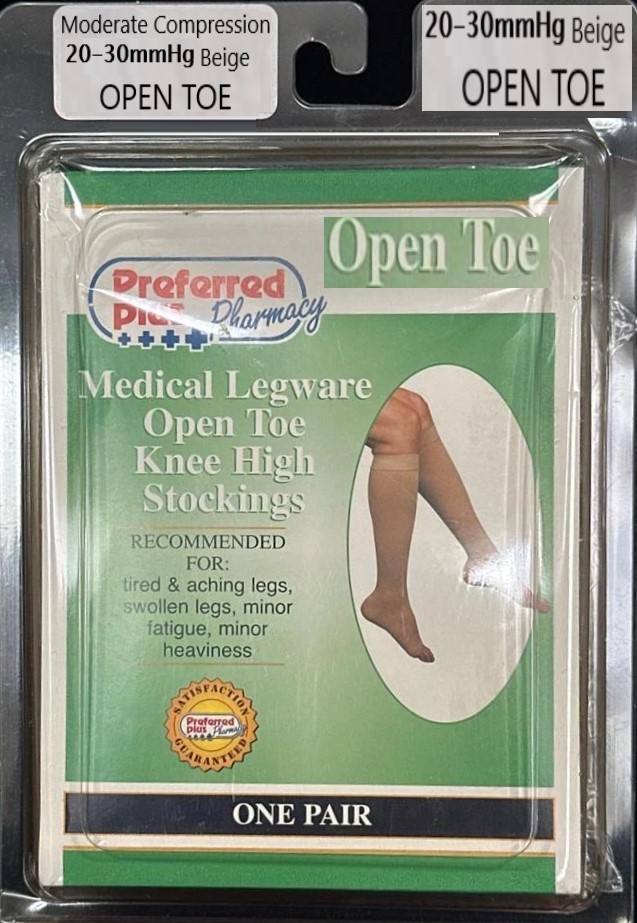 Moderate Compression
20-30mmHg Beige
OPEN TOE
20-30mmHg Beige
OPEN TOE
Open Toe
Preferred
Plus Pharmacy
Medical Legware
Open Toe
Knee High
Stockings
RECOMMENDED
FOR:
tired & aching legs,
swollen legs, minor
fatigue, minor
heaviness
SATISFACTION
Preferred
plus Pharmacy
GUARANTEED
ONE PAIR